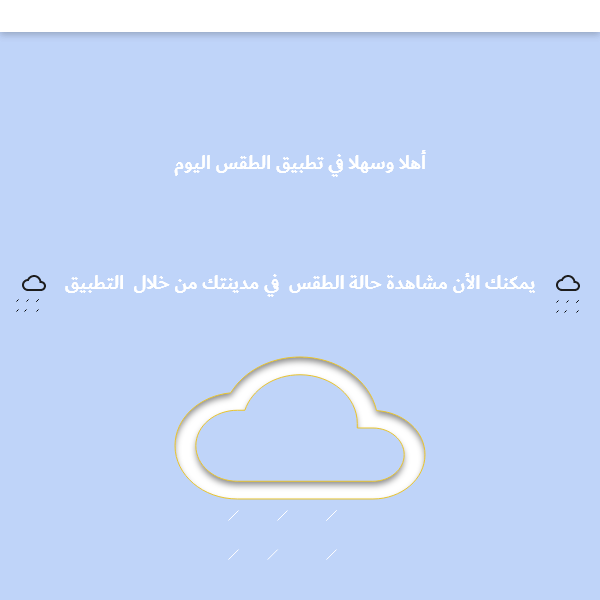 أهلا وسهلا في تطبيق الطقس اليوم
يمكنك الأن مشاهدة حالة الطقس في مدينتك من خلال التطبيق